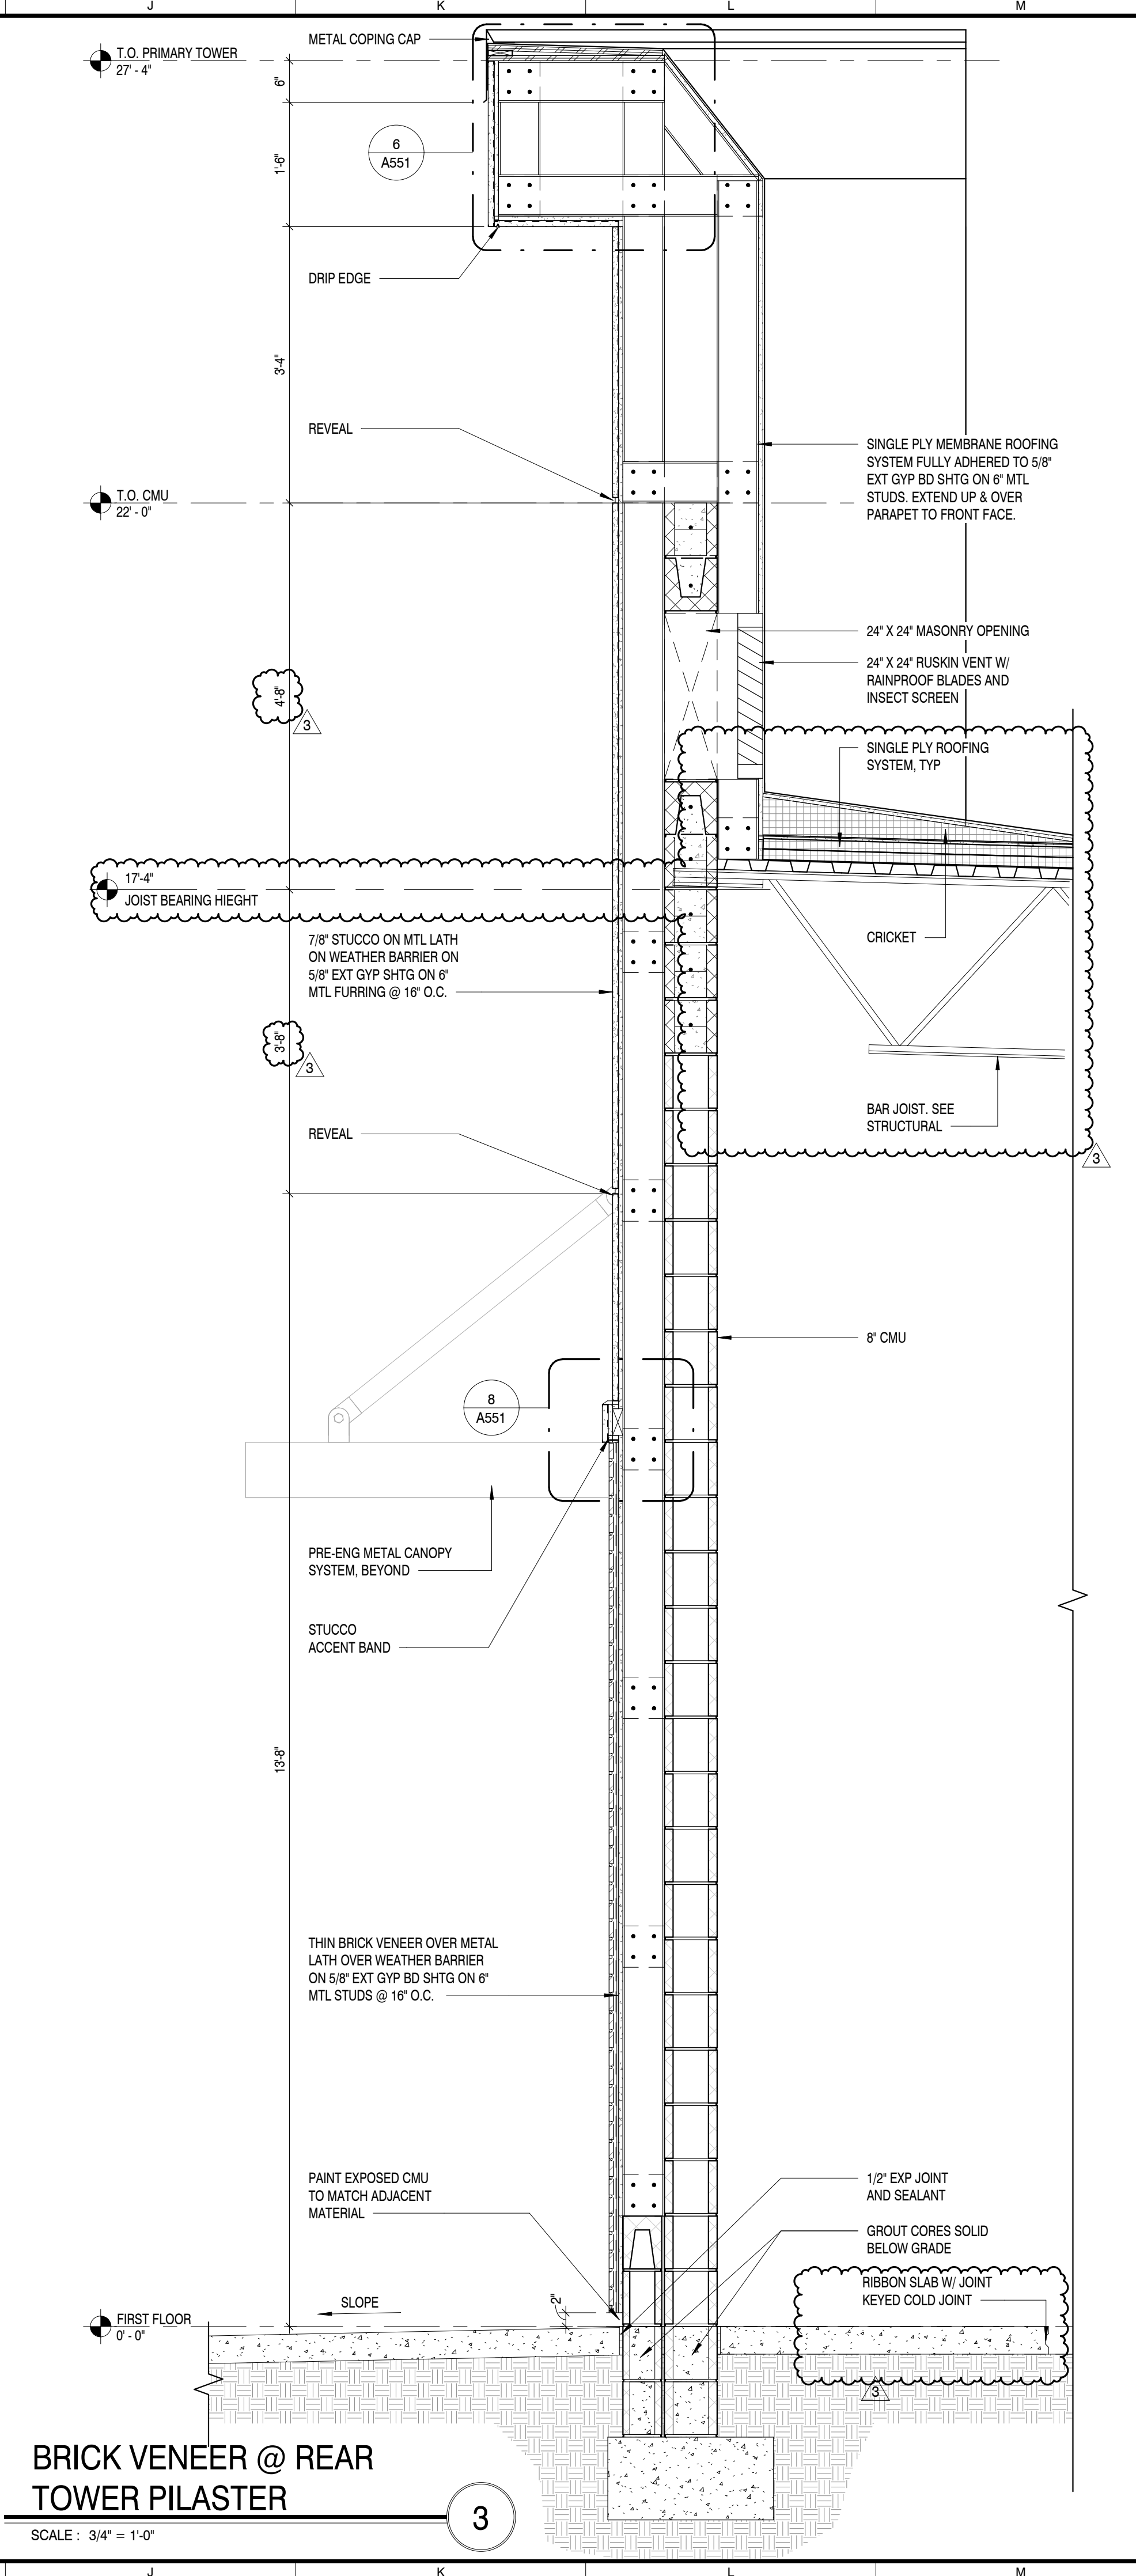 J K L M
METAL COPING CAP
T.O. PRIMARY TOWER
27' - 4"
6"
6
A551
1'-6"
DRIP EDGE
3'-4"
REVEAL
SINGLE PLY MEMBRANE ROOFING
SYSTEM FULLY ADHERED TO 5/8"
EXT GYP BD SHTG ON 6" MTL
STUDS. EXTEND UP & OVER
PARAPET TO FRONT FACE.
T.O. CMU
22' - 0"
24" X 24" MASONRY OPENING
24" X 24" RUSKIN VENT W/
RAINPROOF BLADES AND
INSECT SCREEN
4'-8"
3
SINGLE PLY ROOFING
SYSTEM, TYP
17'-4"
JOIST BEARING HIEGHT
CRICKET
7/8" STUCCO ON MTL LATH
ON WEATHER BARRIER ON
5/8" EXT GYP SHTG ON 6"
MTL FURRING @ 16" O.C.
3'-8"
3
BAR JOIST. SEE
STRUCTURAL
REVEAL
3
8" CMU
8
A551
PRE-ENG METAL CANOPY
SYSTEM, BEYOND
STUCCO
ACCENT BAND
13'-8"
THIN BRICK VENEER OVER METAL
LATH OVER WEATHER BARRIER
ON 5/8" EXT GYP BD SHTG ON 6"
MTL STUDS @ 16" O.C.
PAINT EXPOSED CMU
TO MATCH ADJACENT
MATERIAL
1/2" EXP JOINT
AND SEALANT
GROUT CORES SOLID
BELOW GRADE
RIBBON SLAB W/ JOINT
KEYED COLD JOINT
SLOPE
2"
FIRST FLOOR
0' - 0"
3
BRICK VENEER @ REAR
TOWER PILASTER
3
SCALE : 3/4" = 1'-0"
J K L M